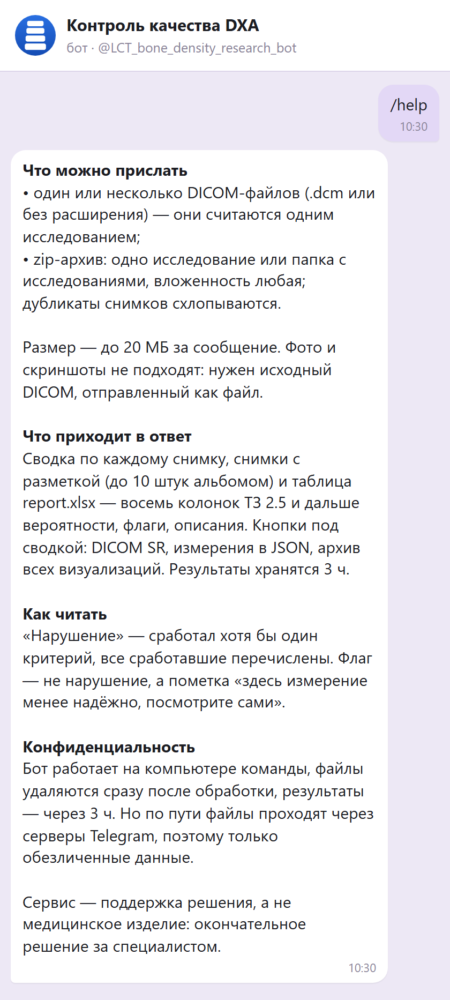 Контроль качества DXA
бот · @LCT_bone_density_research_bot
/help
10:30
Что можно прислать
• один или несколько DICOM-файлов (.dcm или
без расширения) — они считаются одним
исследованием;
• zip-архив: одно исследование или папка с
исследованиями, вложенность любая;
дубликаты снимков схлопываются.
Размер — до 20 МБ за сообщение. Фото и
скриншоты не подходят: нужен исходный
DICOM, отправленный как файл.
Что приходит в ответ
Сводка по каждому снимку, снимки с
разметкой (до 10 штук альбомом) и таблица
report.xlsx — восемь колонок ТЗ 2.5 и дальше
вероятности, флаги, описания. Кнопки под
сводкой: DICOM SR, измерения в JSON, архив
всех визуализаций. Результаты хранятся 3 ч.
Как читать
«Нарушение» — сработал хотя бы один
критерий, все сработавшие перечислены. Флаг
— не нарушение, а пометка «здесь измерение
менее надёжно, посмотрите сами».
Конфиденциальность
Бот работает на компьютере команды, файлы
удаляются сразу после обработки, результаты
— через 3 ч. Но по пути файлы проходят через
серверы Telegram, поэтому только
обезличенные данные.
Сервис — поддержка решения, а не
медицинское изделие: окончательное
решение за специалистом.
10:30